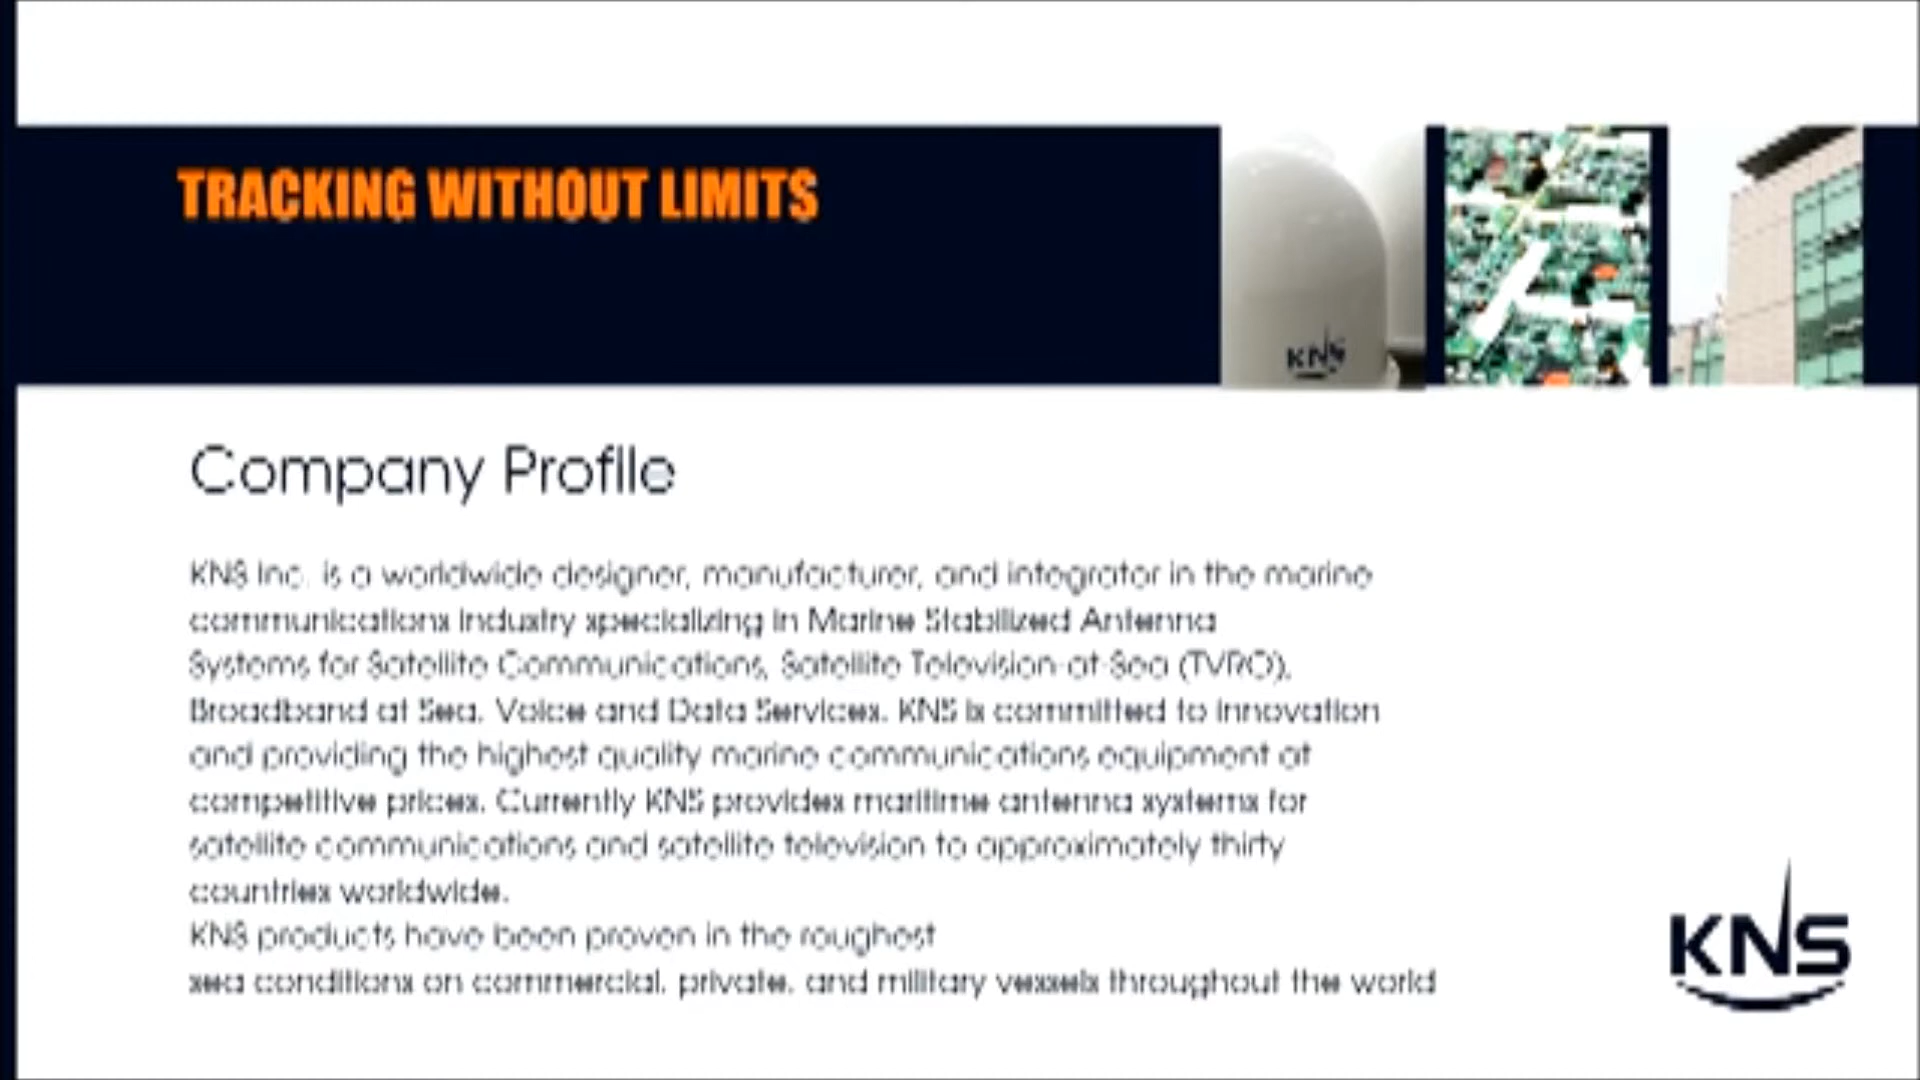 TRACKING WITHOUT LIMITS
KNS
Company Profile
KNS Inc. is a worldwide designer, manufacturer, and integrator in the marine
communications industry specializing in Marine Stabilized Antenna
Systems for Satellite Communications, Satellite Television-at-Sea (TVRO),
Broadband at Sea, Voice and Data Services. KNS is committed to innovation
and providing the highest quality marine communications equipment at
competitive prices. Currently KNS provides maritime antenna systems for
satellite communications and satellite television to approximately thirty
countries worldwide.
KNS products have been proven in the roughest
sea conditions on commercial, private, and military vessels throughout the world
KNS